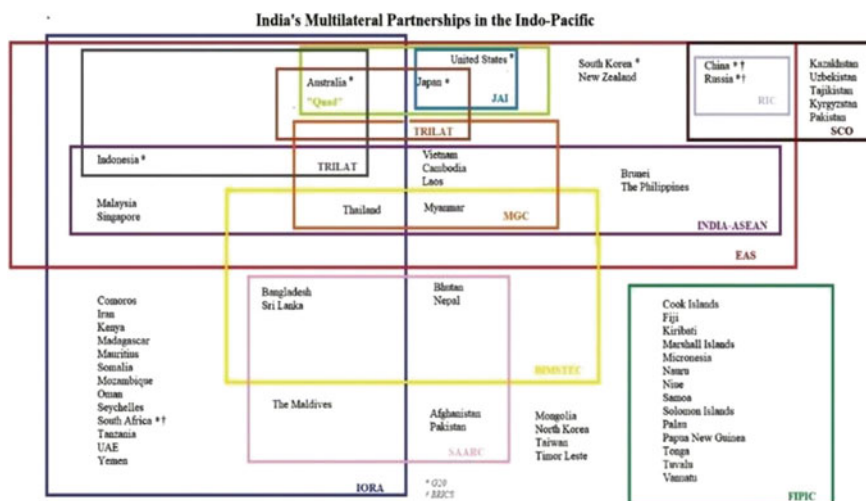 India's Multilateral Partnerships in the Indo-Pacific
United States *
Australia *
"Quad"
Japan *
JAI
TRILAT
South Korea *
New Zealand
China * †
Russia * †
RIC
Kazakhstan
Uzbekistan
Tajikistan
Kyrgyzstan
Pakistan
SCO
Indonesia *
TRILAT
Malaysia
Singapore
Vietnam
Cambodia
Laos
Thailand
Myanmar
MGC
Brunei
The Philippines
INDIA-ASEAN
EAS
Comoros
Iran
Kenya
Madagascar
Mauritius
Somalia
Mozambique
Oman
Seychelles
South Africa * †
Tanzania
UAE
Yemen
IORA
Bangladesh
Sri Lanka
Bhutan
Nepal
BIMSTEC
The Maldives
Afghanistan
Pakistan
SAARC
Mongolia
North Korea
Taiwan
Timor Leste
* G20
† BRICS
Cook Islands
Fiji
Kiribati
Marshall Islands
Micronesia
Nauru
Niue
Samoa
Solomon Islands
Palau
Papua New Guinea
Tonga
Tuvalu
Vanuatu
FIPIC